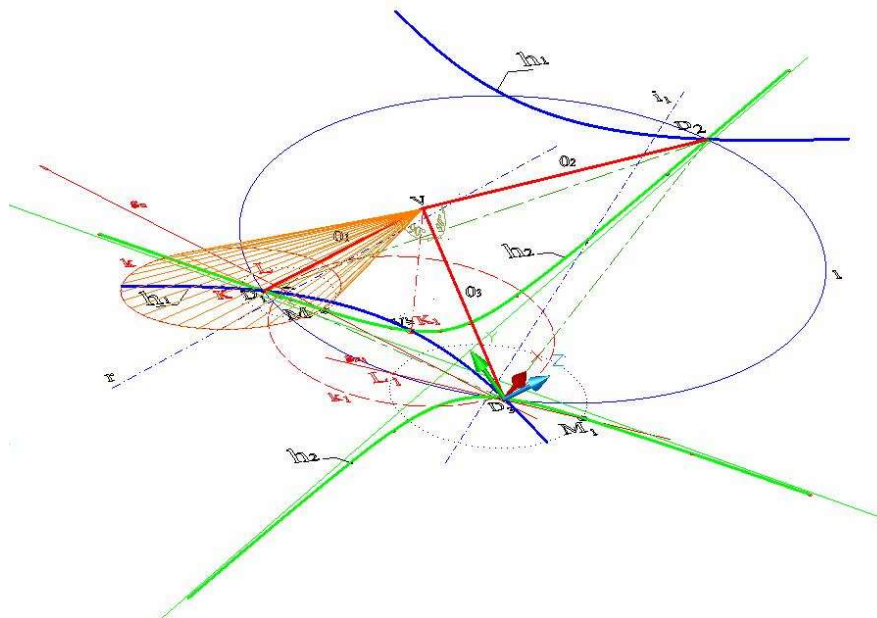 h₁
i₁
D₂
O₂
V
O₁
h₂
k
L
K
h₁
D₁
M
O₃
1
K₁
r
L₁
k₁
Z
D₃
M₁
h₂